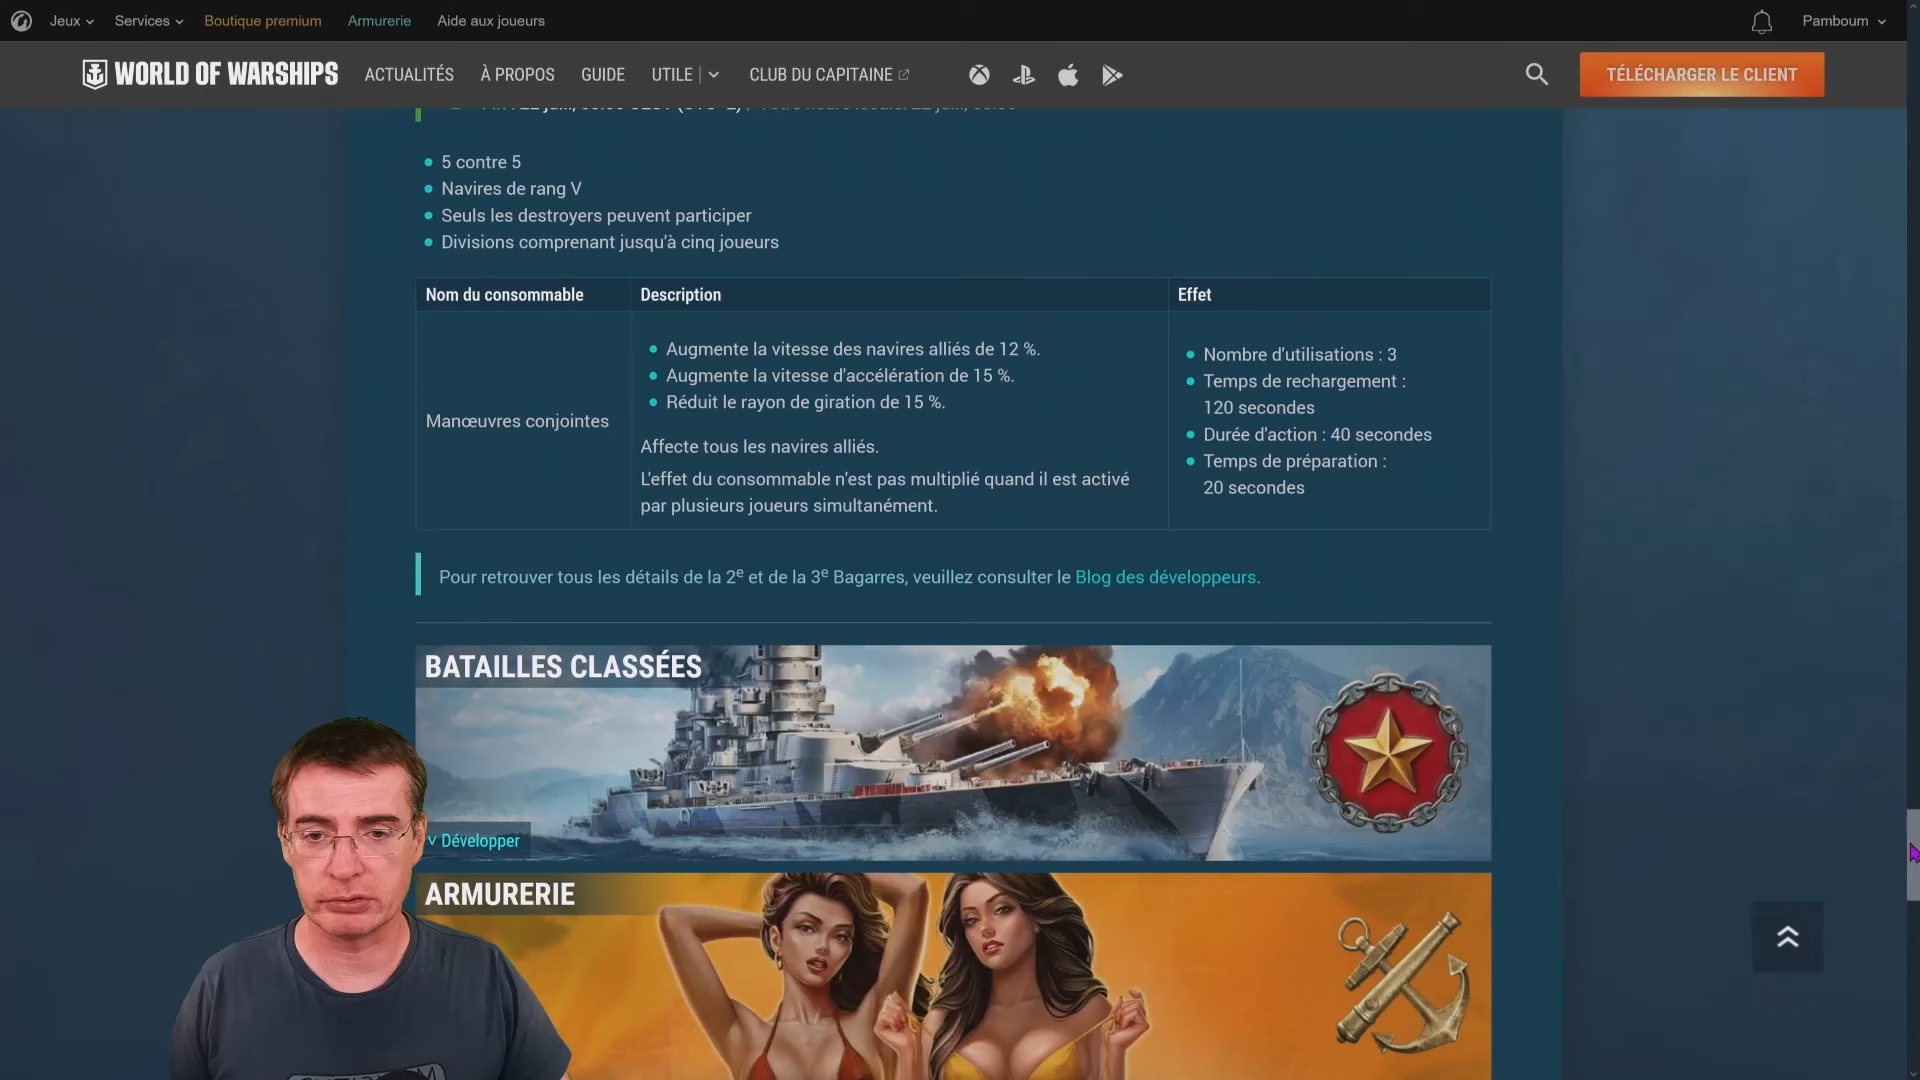 Jeux
Services
Boutique premium
Armurerie
Aide aux joueurs
Pamboum
WORLD OF WARSHIPS
ACTUALITÉS
À PROPOS
GUIDE
UTILE
CLUB DU CAPITAINE
TÉLÉCHARGER LE CLIENT
5 contre 5
Navires de rang V
Seuls les destroyers peuvent participer
Divisions comprenant jusqu'à cinq joueurs
Nom du consommable
Description
Effet
Manœuvres conjointes
Augmente la vitesse des navires alliés de 12 %.
Augmente la vitesse d'accélération de 15 %.
Réduit le rayon de giration de 15 %.
Affecte tous les navires alliés.
L'effet du consommable n'est pas multiplié quand il est activé
par plusieurs joueurs simultanément.
Nombre d'utilisations : 3
Temps de rechargement :
120 secondes
Durée d'action : 40 secondes
Temps de préparation :
20 secondes
Pour retrouver tous les détails de la 2e et de la 3e Bagarres, veuillez consulter le Blog des développeurs.
BATAILLES CLASSÉES
v Développer
ARMURERIE